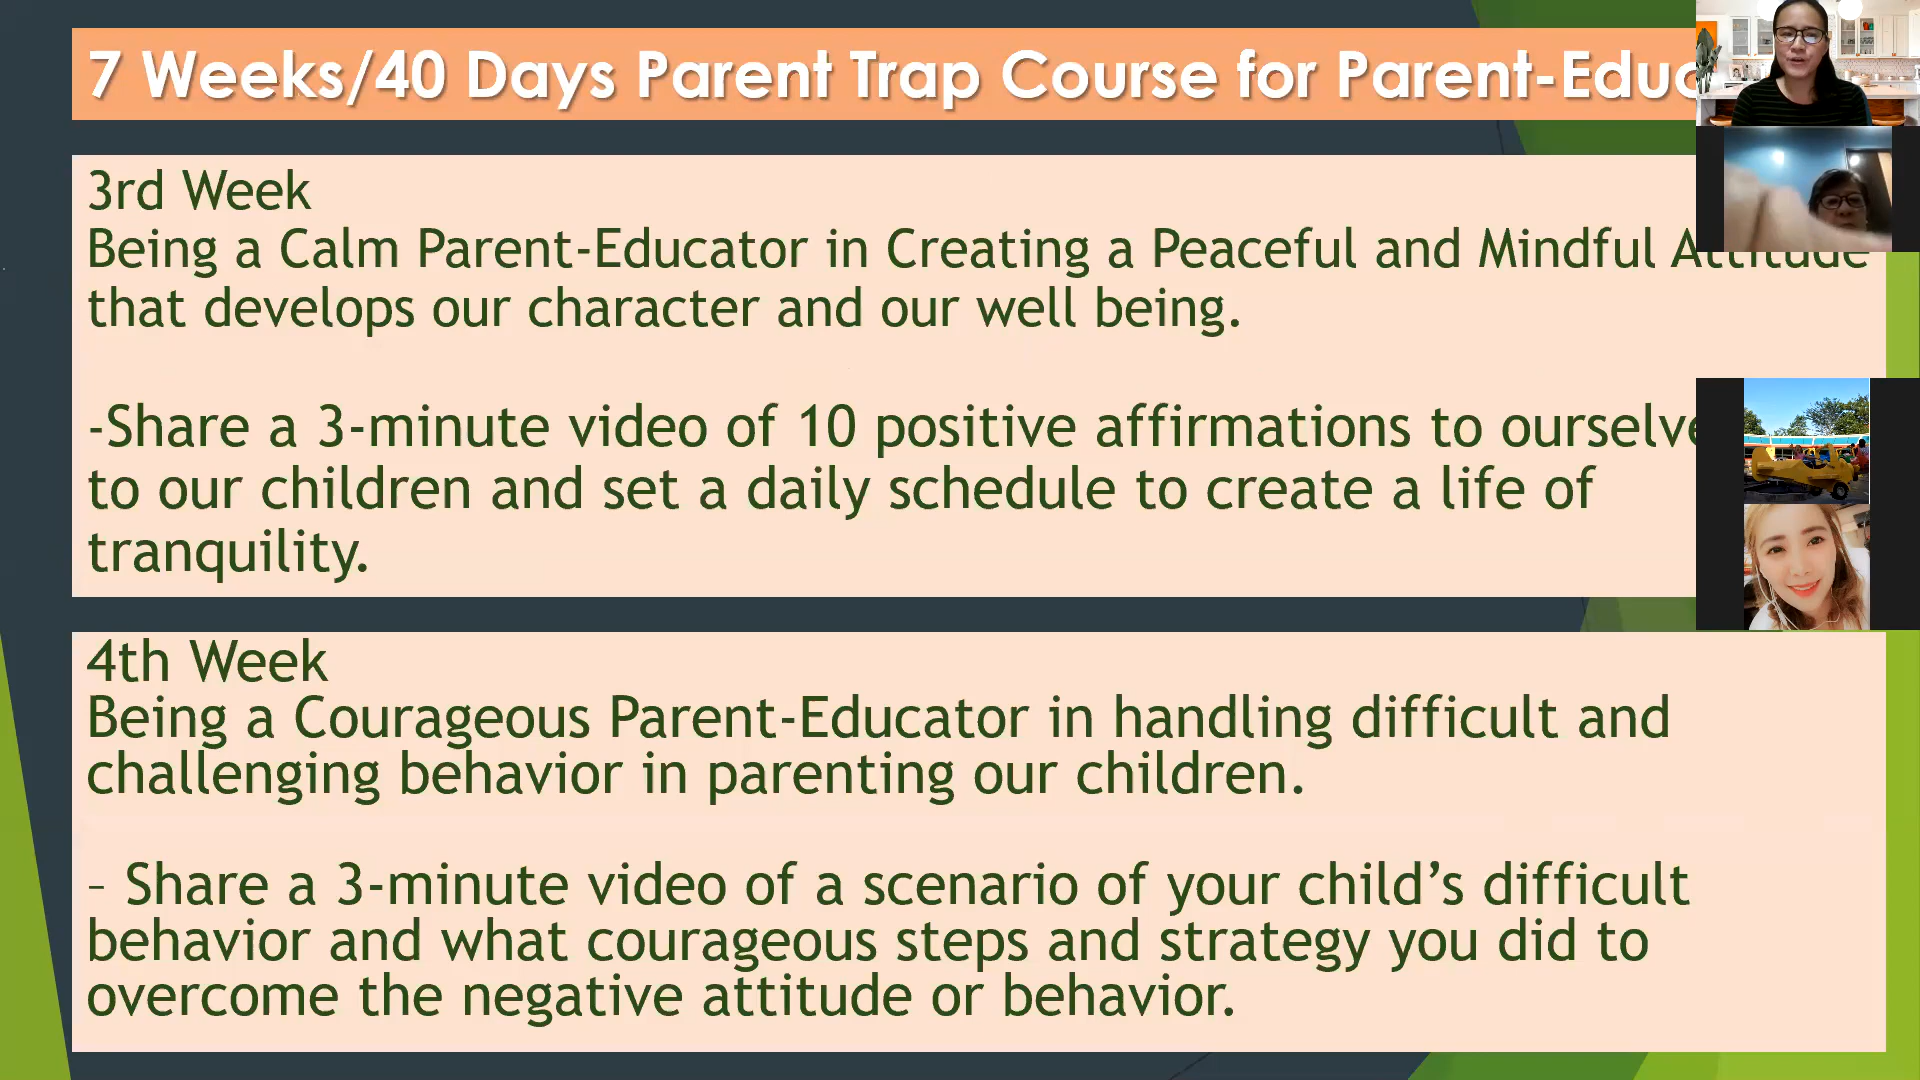 7 Weeks/40 Days Parent Trap Course for Parent-Educ
3rd Week
Being a Calm Parent-Educator in Creating a Peaceful and Mindful Attitude
that develops our character and our well being.
-Share a 3-minute video of 10 positive affirmations to ourselve
to our children and set a daily schedule to create a life of
tranquility.
4th Week
Being a Courageous Parent-Educator in handling difficult and
challenging behavior in parenting our children.
– Share a 3-minute video of a scenario of your child’s difficult
behavior and what courageous steps and strategy you did to
overcome the negative attitude or behavior.